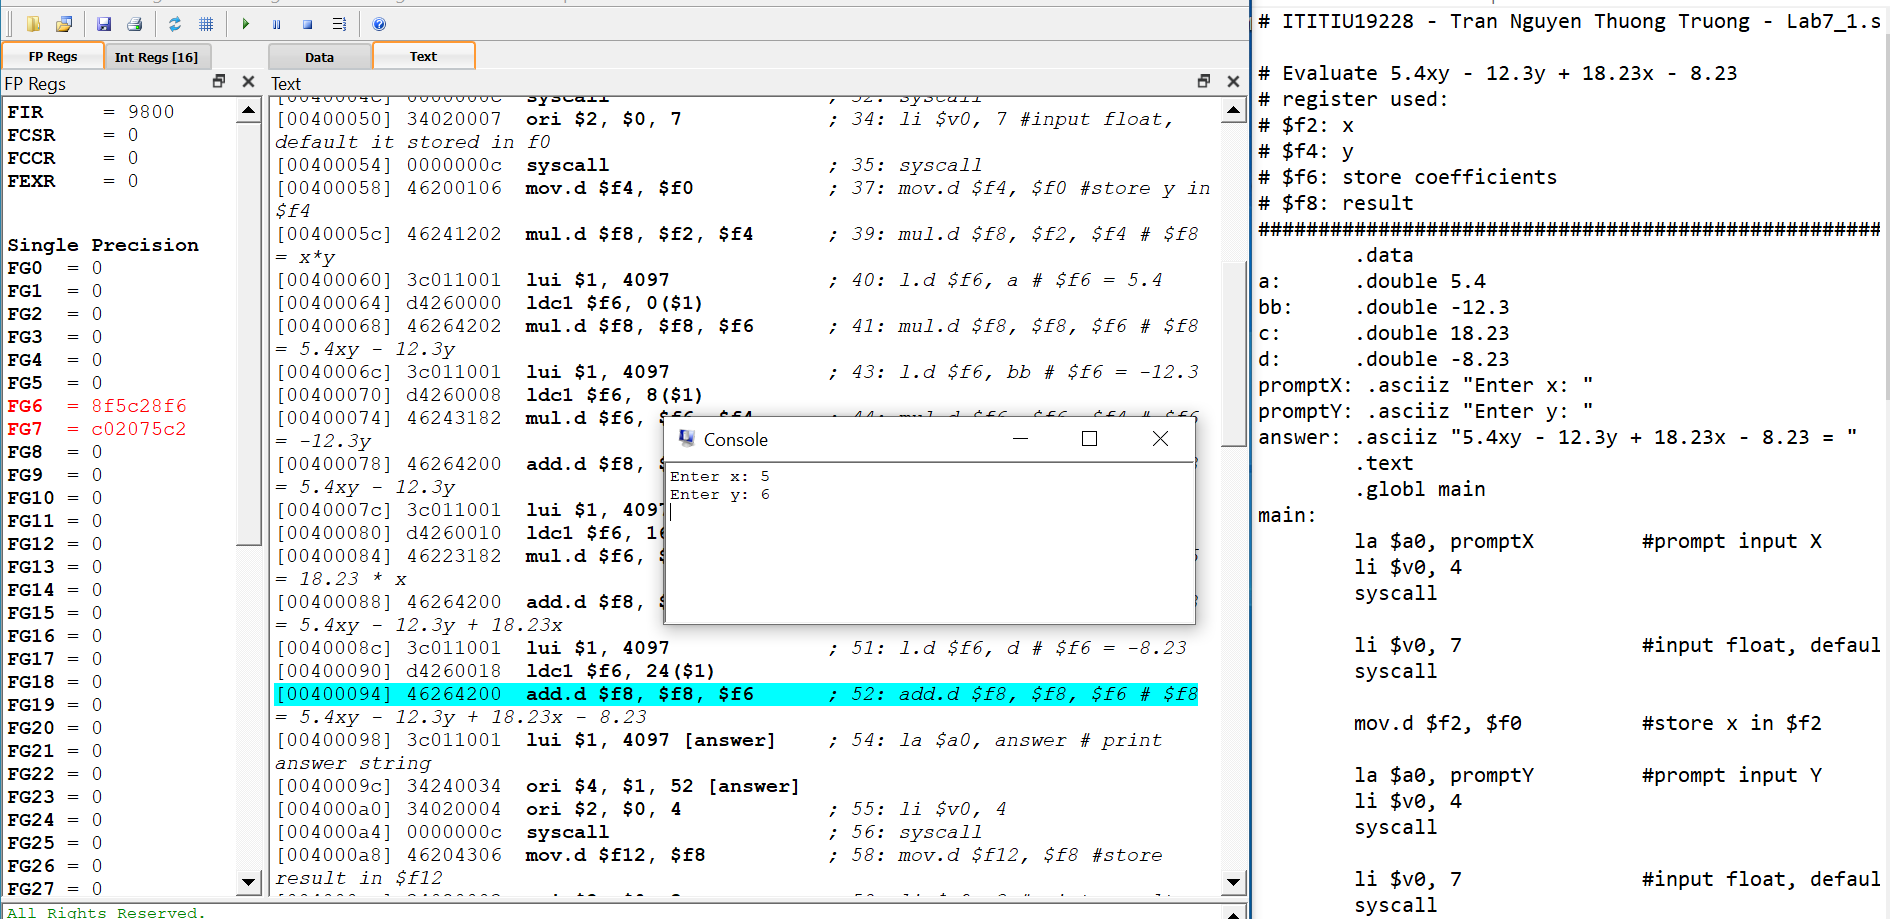 FP Regs
Int Regs [16]
Data
Text
FP Regs
FIR = 9800
FCSR = 0
FCCR = 0
FEXR = 0
Single Precision
FG0 = 0
FG1 = 0
FG2 = 0
FG3 = 0
FG4 = 0
FG5 = 0
FG6 = 8f5c28f6
FG7 = c02075c2
FG8 = 0
FG9 = 0
FG10 = 0
FG11 = 0
FG12 = 0
FG13 = 0
FG14 = 0
FG15 = 0
FG16 = 0
FG17 = 0
FG18 = 0
FG19 = 0
FG20 = 0
FG21 = 0
FG22 = 0
FG23 = 0
FG24 = 0
FG25 = 0
FG26 = 0
FG27 = 0
Text
[0040004c] 0000000c syscall ; 32: syscall
[00400050] 34020007 ori $2, $0, 7 ; 34: li $v0, 7 #input float,
default it stored in f0
[00400054] 0000000c syscall ; 35: syscall
[00400058] 46200106 mov.d $f4, $f0 ; 37: mov.d $f4, $f0 #store y in
$f4
[0040005c] 46241202 mul.d $f8, $f2, $f4 ; 39: mul.d $f8, $f2, $f4 # $f8
= x*y
[00400060] 3c011001 lui $1, 4097 ; 40: l.d $f6, a # $f6 = 5.4
[00400064] d4260000 ldc1 $f6, 0($1)
[00400068] 46264202 mul.d $f8, $f8, $f6 ; 41: mul.d $f8, $f8, $f6 # $f8
= 5.4xy - 12.3y
[0040006c] 3c011001 lui $1, 4097 ; 43: l.d $f6, bb # $f6 = -12.3
[00400070] d4260008 ldc1 $f6, 8($1)
[00400074] 46243182 mul.d $f6, $f6, $f4 ; 44: mul.d $f6, $f6, $f4 # $f6
= -12.3y
[00400078] 46264200 add.d $f8,
= 5.4xy - 12.3y
[0040007c] 3c011001 lui $1, 4097
[00400080] d4260010 ldc1 $f6, 16
[00400084] 46223182 mul.d $f6,
= 18.23 * x
[00400088] 46264200 add.d $f8,
= 5.4xy - 12.3y + 18.23x
[0040008c] 3c011001 lui $1, 4097 ; 51: l.d $f6, d # $f6 = -8.23
[00400090] d4260018 ldc1 $f6, 24($1)
[00400094] 46264200 add.d $f8, $f8, $f6 ; 52: add.d $f8, $f8, $f6 # $f8
= 5.4xy - 12.3y + 18.23x - 8.23
[00400098] 3c011001 lui $1, 4097 [answer] ; 54: la $a0, answer # print
answer string
[0040009c] 34240034 ori $4, $1, 52 [answer]
[004000a0] 34020004 ori $2, $0, 4 ; 55: li $v0, 4
[004000a4] 0000000c syscall ; 56: syscall
[004000a8] 46204306 mov.d $f12, $f8 ; 58: mov.d $f12, $f8 #store
result in $f12
Console
Enter x: 5
Enter y: 6
All Rights Reserved.
# ITITIU19228 - Tran Nguyen Thuong Truong - Lab7_1.s
# Evaluate 5.4xy - 12.3y + 18.23x - 8.23
# register used:
# $f2: x
# $f4: y
# $f6: store coefficients
# $f8: result
####################################################
.data
a: .double 5.4
bb: .double -12.3
c: .double 18.23
d: .double -8.23
promptX: .asciiz "Enter x: "
promptY: .asciiz "Enter y: "
answer: .asciiz "5.4xy - 12.3y + 18.23x - 8.23 = "
.text
.globl main
main:
la $a0, promptX #prompt input X
li $v0, 4
syscall
li $v0, 7 #input float, defaul
syscall
mov.d $f2, $f0 #store x in $f2
la $a0, promptY #prompt input Y
li $v0, 4
syscall
li $v0, 7 #input float, defaul
syscall